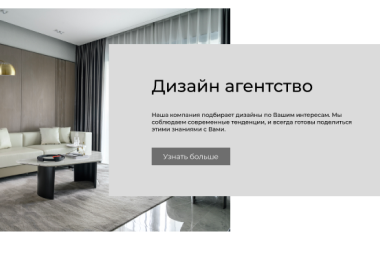 Дизайн агентство
Наша компания подбирает дизайны по Вашим интересам. Мы
соблюдаем современные тенденции, и всегда готовы поделиться
этими знаниями с Вами.
Узнать больше